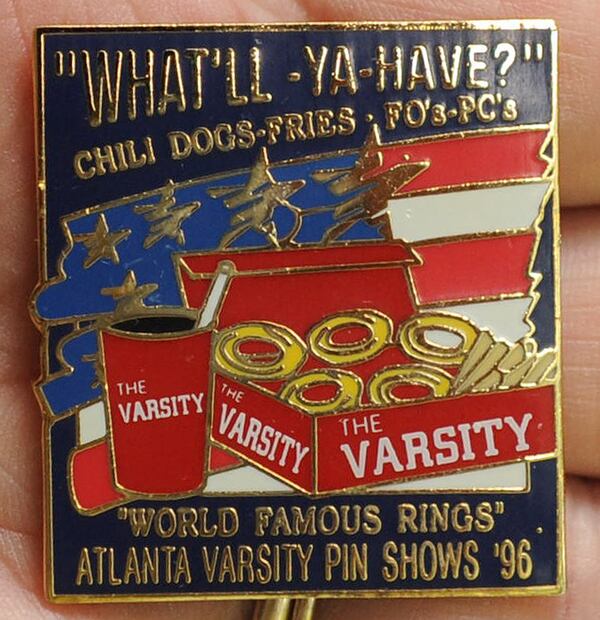 "WHAT'LL -YA-HAVE?"
CHILI DOGS-FRIES · FO's-PC's
THE
VARSITY
THE
VARSITY
THE
VARSITY
"WORLD FAMOUS RINGS"
ATLANTA VARSITY PIN SHOWS '96